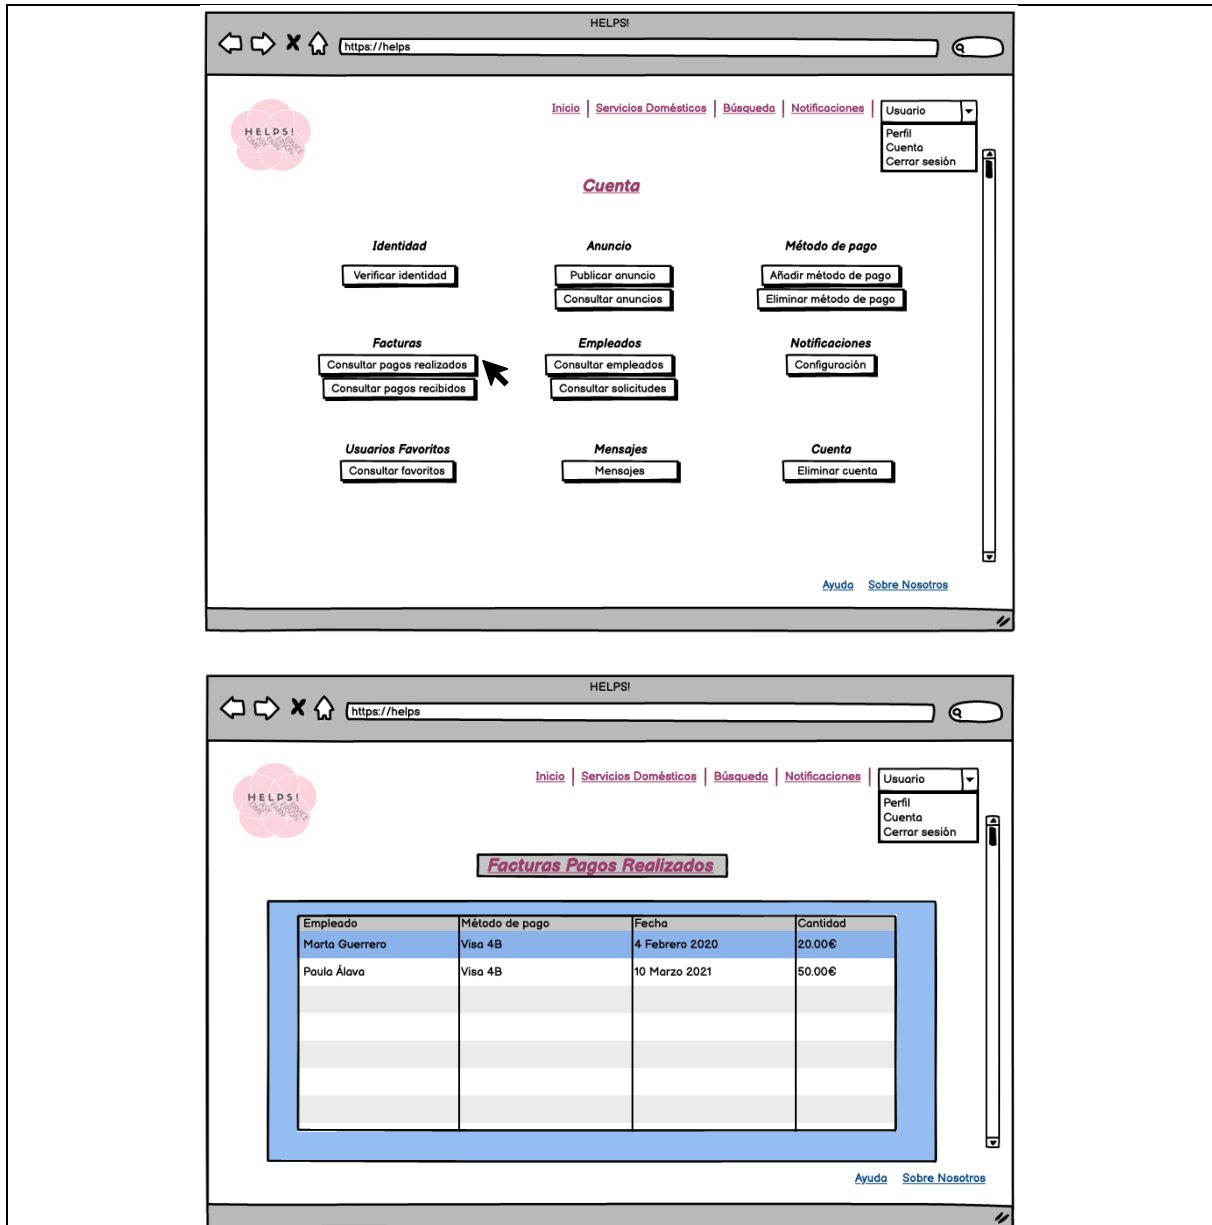 HELPS!
https://helps
HELPS!
Inicio Servicios Domésticos Búsqueda Notificaciones Usuario
Perfil
Cuenta
Cerrar sesión
Cuenta
Identidad Anuncio Método de pago
Verificar identidad Publicar anuncio Añadir método de pago
Consultar anuncios Eliminar método de pago
Facturas Empleados Notificaciones
Consultar pagos realizados Consultar empleados Configuración
Consultar pagos recibidos Consultar solicitudes
Usuarios Favoritos Mensajes Cuenta
Consultar favoritos Mensajes Eliminar cuenta
Ayuda Sobre Nosotros
HELPS!
https://helps
HELPS!
Inicio Servicios Domésticos Búsqueda Notificaciones Usuario
Perfil
Cuenta
Cerrar sesión
Facturas Pagos Realizados
Empleado Método de pago Fecha Cantidad
Marta Guerrero Visa 4B 4 Febrero 2020 20.00€
Paula Álava Visa 4B 10 Marzo 2021 50.00€
Ayuda Sobre Nosotros